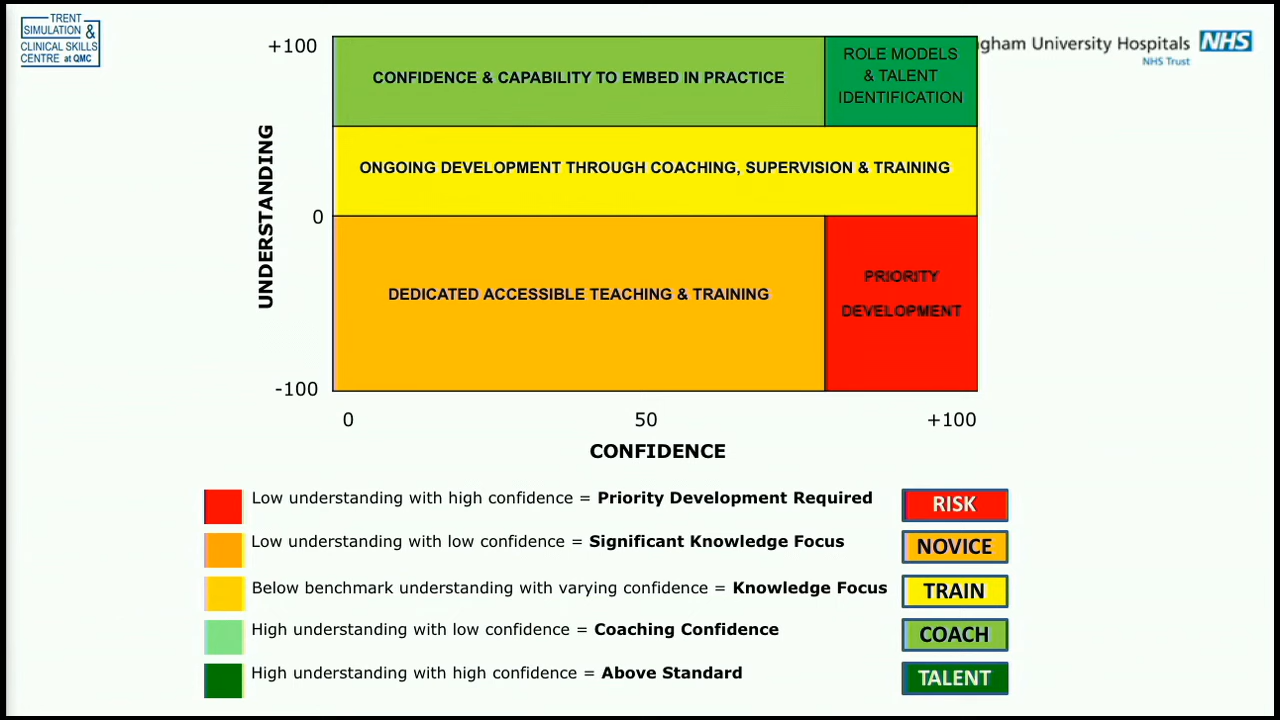 TRENT
SIMULATION &
CLINICAL SKILLS
CENTRE at QMC
gham University Hospitals NHS
NHS Trust
+100
CONFIDENCE & CAPABILITY TO EMBED IN PRACTICE
ROLE MODELS
& TALENT
IDENTIFICATION
UNDERSTANDING
ONGOING DEVELOPMENT THROUGH COACHING, SUPERVISION & TRAINING
0
DEDICATED ACCESSIBLE TEACHING & TRAINING
PRIORITY
DEVELOPMENT
-100
0 50 +100
CONFIDENCE
Low understanding with high confidence = Priority Development Required RISK
Low understanding with low confidence = Significant Knowledge Focus NOVICE
Below benchmark understanding with varying confidence = Knowledge Focus TRAIN
High understanding with low confidence = Coaching Confidence COACH
High understanding with high confidence = Above Standard TALENT